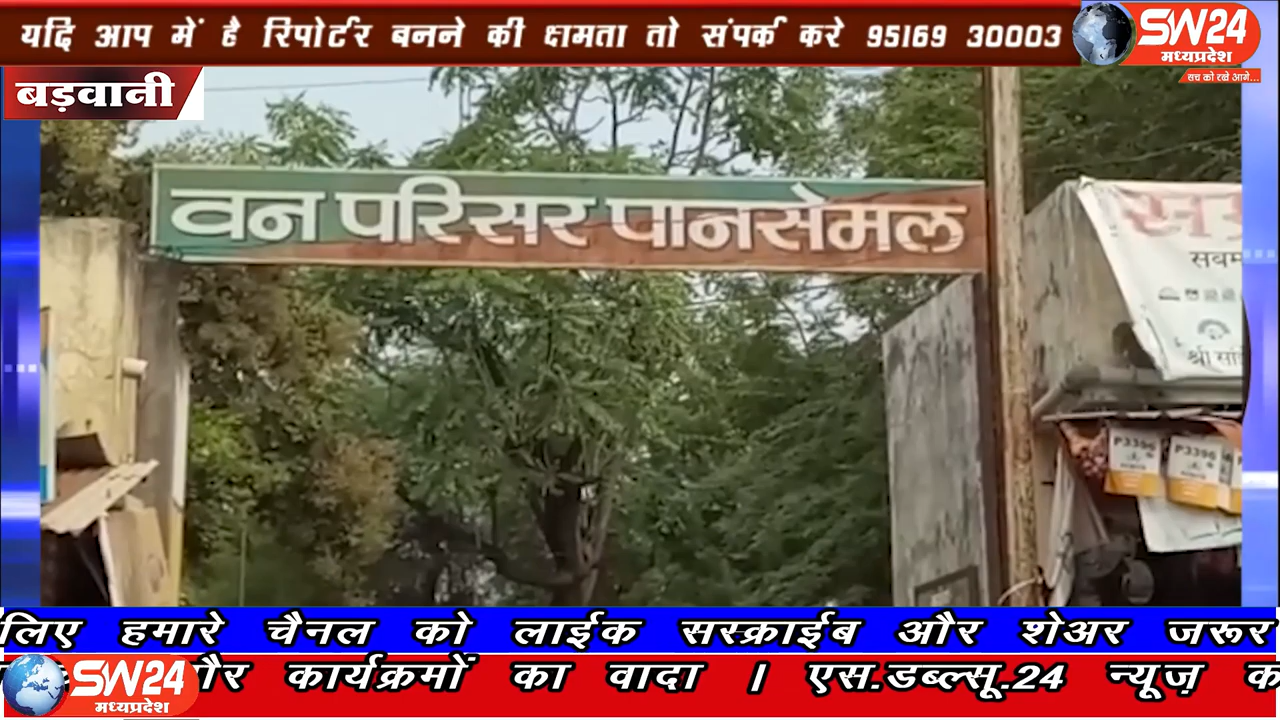 यदि आप में है रिपोर्टर बनने की क्षमता तो संपर्क करे 95169 30003
SW24
मध्यप्रदेश
सच को रखे आगे...
बड़वानी
वन परिसर पानसेमल
सबम
श्री सां
P3396
P3396
लिए हमारे चैनल को लाईक सस्क्राईब और शेअर जरूर
SW24
मध्यप्रदेश
और कार्यक्रमों का वादा । एस.डब्ल्सू.24 न्यूज़ क